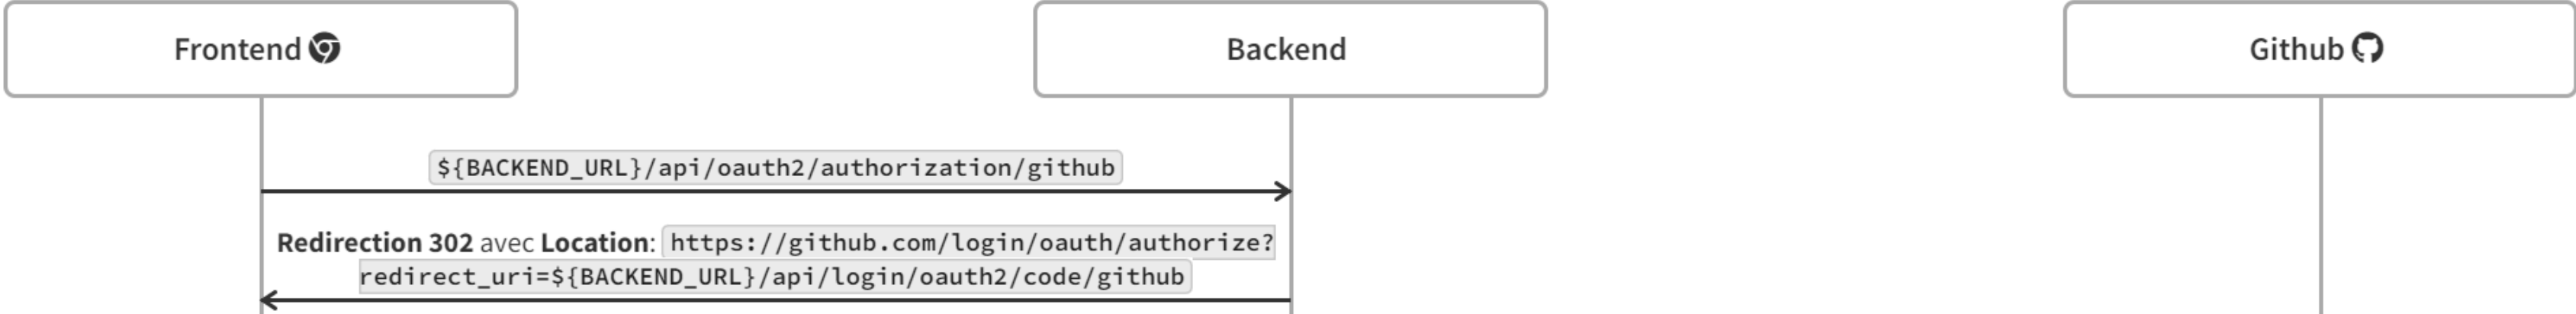 Frontend
Backend
Github
${BACKEND_URL}/api/oauth2/authorization/github
Redirection 302 avec Location: https://github.com/login/oauth/authorize?
redirect_uri=${BACKEND_URL}/api/login/oauth2/code/github